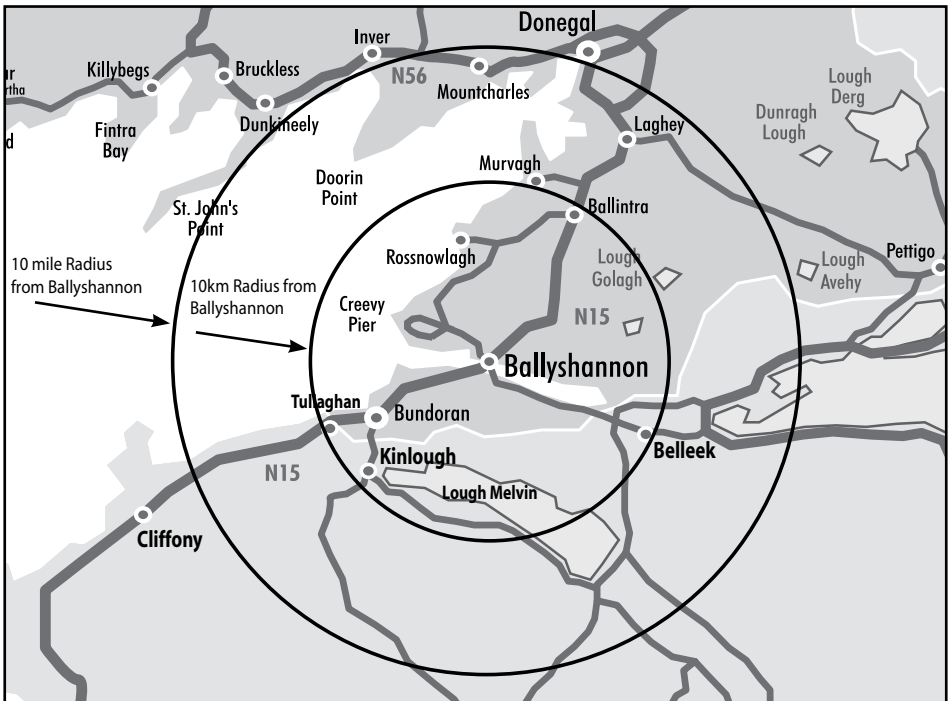 Donegal
Inver
Killybegs
Bruckless
N56
Mountcharles
Lough
Derg
ar
rtha
Dunkineely
Dunragh
Lough
Fintra
Bay
d
Laghey
Murvagh
Doorin
Point
St. John's
Point
Ballintra
Rossnowlagh
Lough
Golagh
Lough
Avehy
Pettigo
10 mile Radius
from Ballyshannon
10km Radius from
Ballyshannon
Creevy
Pier
N15
Ballyshannon
Tullaghan
Bundoran
Kinlough
Belleek
N15
Lough Melvin
Cliffony